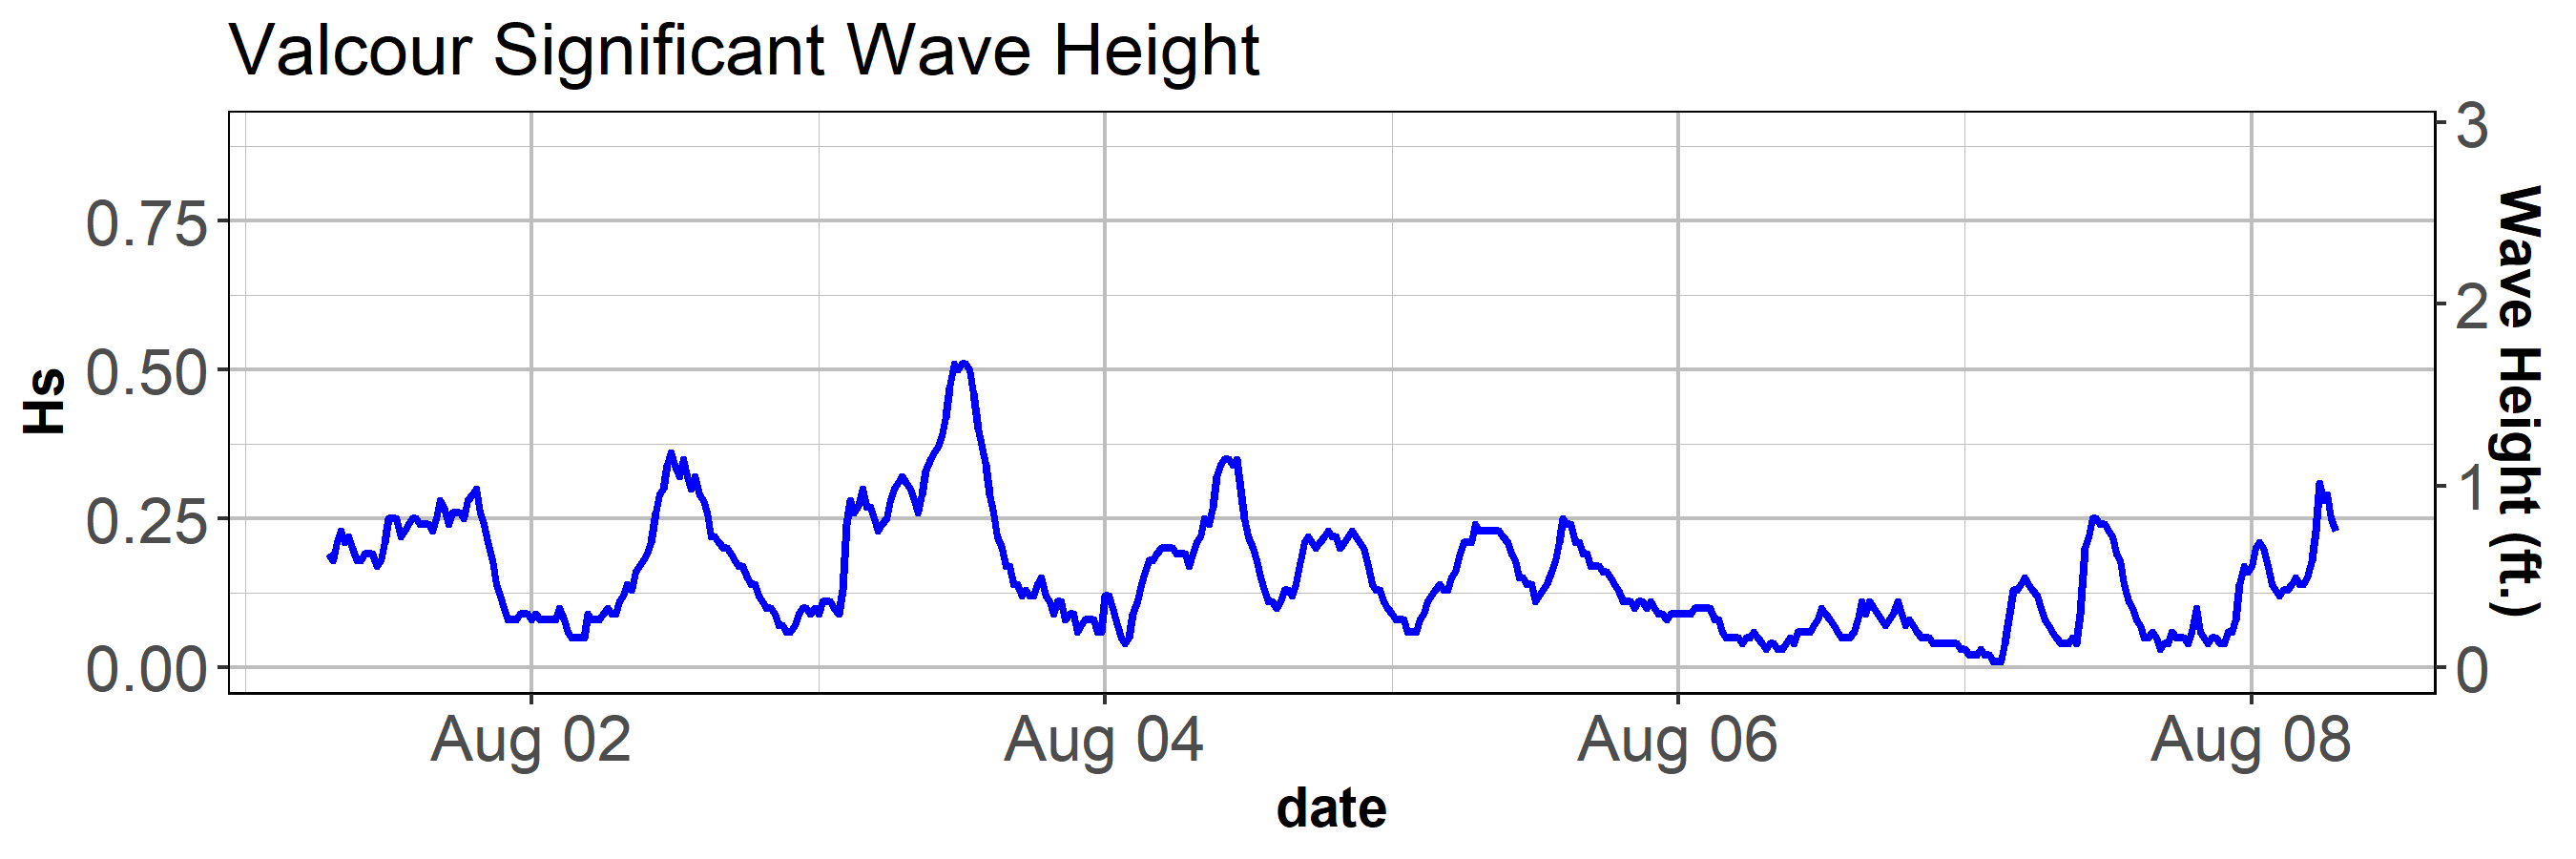 Valcour Significant Wave Height
Hs
0.75
0.50
0.25
0.00
3
2
1
0
Wave Height (ft.)
Aug 02
Aug 04
Aug 06
Aug 08
date